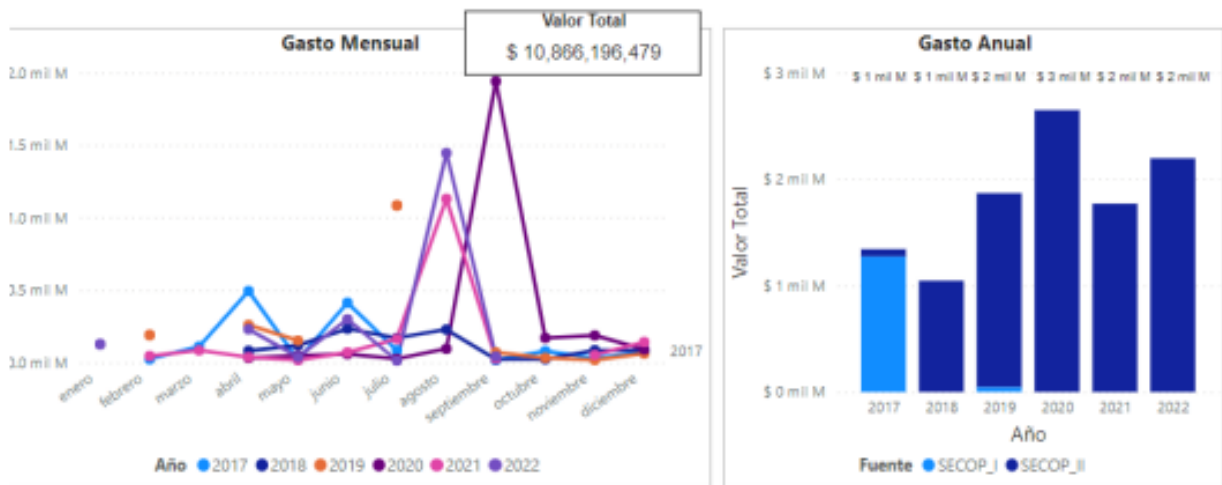 Valor Total
$ 10,866,196,479
Gasto Mensual
2.0 mil M
1.5 mil M
1.0 mil M
0.5 mil M
0.0 mil M
2017
enero
febrero
marzo
abril
mayo
junio
julio
agosto
septiembre
octubre
noviembre
diciembre
Año 2017 2018 2019 2020 2021 2022
Gasto Anual
$ 3 mil M
$ 2 mil M
$ 1 mil M
$ 0 mil M
$ 1 mil M $ 1 mil M $ 2 mil M $ 3 mil M $ 2 mil M $ 2 mil M
Valor Total
2017 2018 2019 2020 2021 2022
Año
Fuente SECOP_I SECOP_II